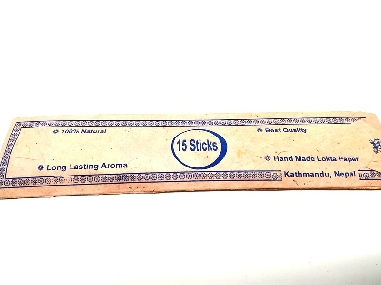 100% Natural
Best Quality
15 Sticks
Long Lasting Aroma
Hand Made Lokta Paper
Kathmandu, Nepal